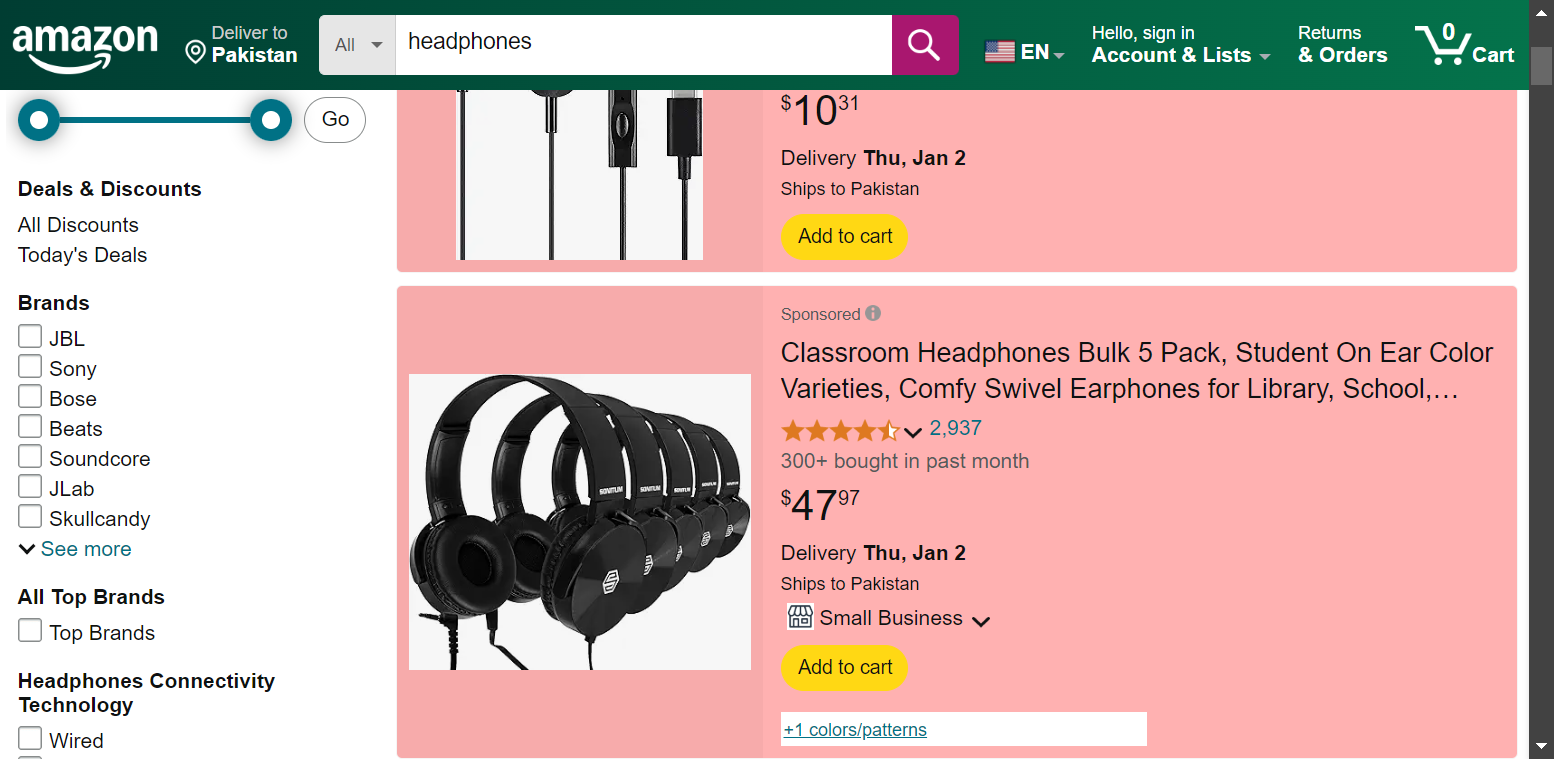 amazon
Deliver to
Pakistan
All
headphones
EN
Hello, sign in
Account & Lists
Returns
& Orders
0
Cart
Go
Deals & Discounts
All Discounts
Today's Deals
Brands
JBL
Sony
Bose
Beats
Soundcore
JLab
Skullcandy
See more
All Top Brands
Top Brands
Headphones Connectivity
Technology
Wired
$10 31
Delivery Thu, Jan 2
Ships to Pakistan
Add to cart
Sponsored
Classroom Headphones Bulk 5 Pack, Student On Ear Color
Varieties, Comfy Swivel Earphones for Library, School,…
2,937
300+ bought in past month
$47 97
Delivery Thu, Jan 2
Ships to Pakistan
Small Business
Add to cart
+1 colors/patterns
SONITUM
SONITUM
SONITUM
SONITUM
SONITUM